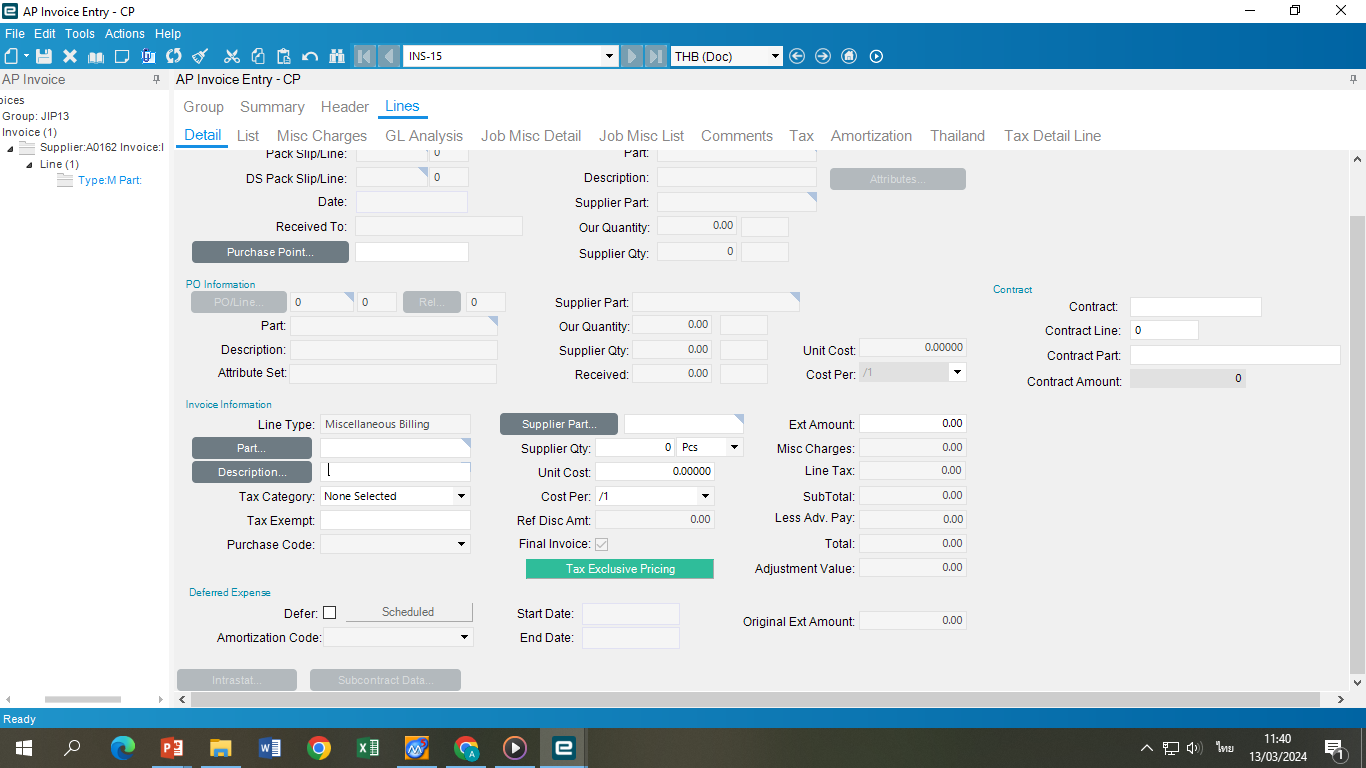 AP Invoice Entry - CP
File Edit Tools Actions Help
INS-15 THB (Doc)
AP Invoice
AP Invoice Entry - CP
Group: JIP13
Invoice (1)
Supplier:A0162 Invoice:I
Line (1)
Type:M Part:
Group Summary Header Lines
Detail List Misc Charges GL Analysis Job Misc Detail Job Misc List Comments Tax Amortization Thailand Tax Detail Line
Pack Slip/Line: 0 Part:
DS Pack Slip/Line: 0 Description: Attributes...
Date: Supplier Part:
Received To: Our Quantity: 0.00
Purchase Point... Supplier Qty: 0
PO Information
PO/Line... 0 0 Rel... 0 Supplier Part:
Part: Our Quantity: 0.00
Description: Supplier Qty: 0.00 Unit Cost: 0.00000
Attribute Set: Received: 0.00 Cost Per: /1
Contract
Contract:
Contract Line: 0
Contract Part:
Contract Amount: 0
Invoice Information
Line Type: Miscellaneous Billing Supplier Part... Ext Amount: 0.00
Part... Supplier Qty: 0 Pcs Misc Charges: 0.00
Description... Unit Cost: 0.00000 Line Tax: 0.00
Tax Category: None Selected Cost Per: /1 SubTotal: 0.00
Tax Exempt: Ref Disc Amt: 0.00 Less Adv. Pay: 0.00
Purchase Code: Final Invoice: Total: 0.00
Tax Exclusive Pricing Adjustment Value: 0.00
Deferred Expense
Defer: Scheduled Start Date: Original Ext Amount: 0.00
Amortization Code: End Date:
Intrastat... Subcontract Data...
Ready
ไทย 11:40
13/03/2024 1